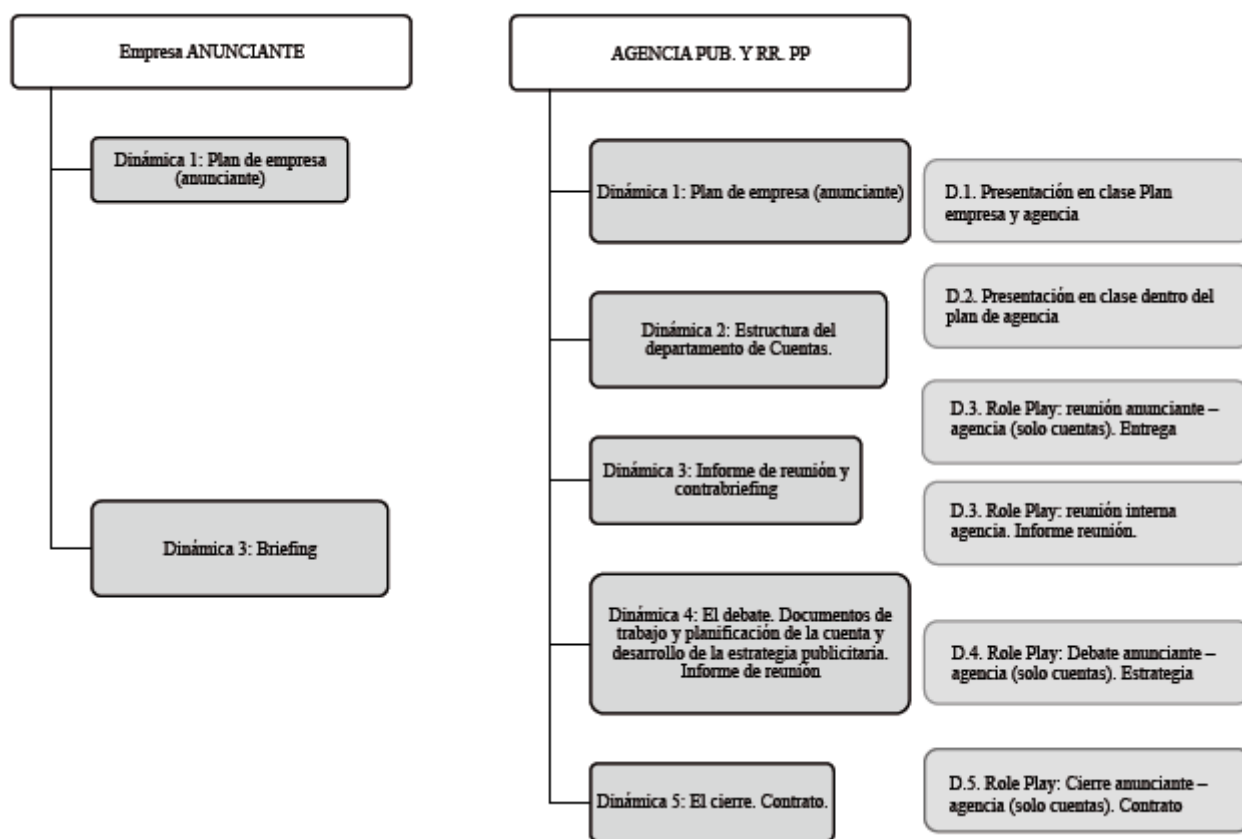 Empresa ANUNCIANTE
Dinámica 1: Plan de empresa
(anunciante)
Dinámica 3: Briefing
AGENCIA PUB. Y RR. PP
Dinámica 1: Plan de empresa (anunciante)
Dinámica 2: Estructura del
departamento de Cuentas.
Dinámica 3: Informe de reunión y
contrabriefing
Dinámica 4: El debate. Documentos de
trabajo y planificación de la cuenta y
desarrollo de la estrategia publicitaria.
Informe de reunión
Dinámica 5: El cierre. Contrato.
D.1. Presentación en clase Plan
empresa y agencia
D.2. Presentación en clase dentro del
plan de agencia
D.3. Role Play: reunión anunciante –
agencia (solo cuentas). Entrega
D.3. Role Play: reunión interna
agencia. Informe reunión.
D.4. Role Play: Debate anunciante –
agencia (solo cuentas). Estrategia
D.5. Role Play: Cierre anunciante –
agencia (solo cuentas). Contrato